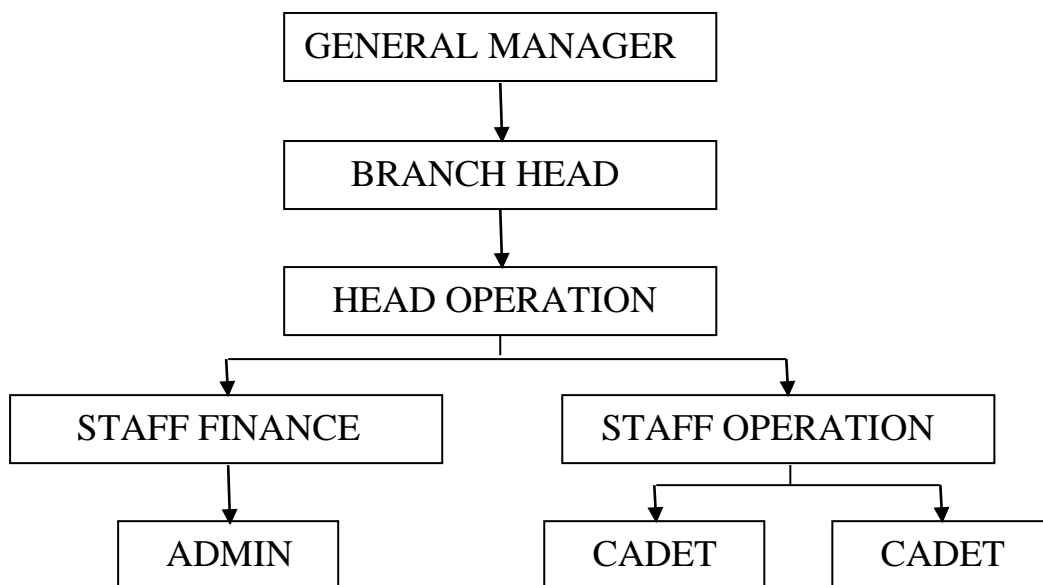 GENERAL MANAGER
BRANCH HEAD
HEAD OPERATION
STAFF FINANCE
STAFF OPERATION
ADMIN
CADET
CADET